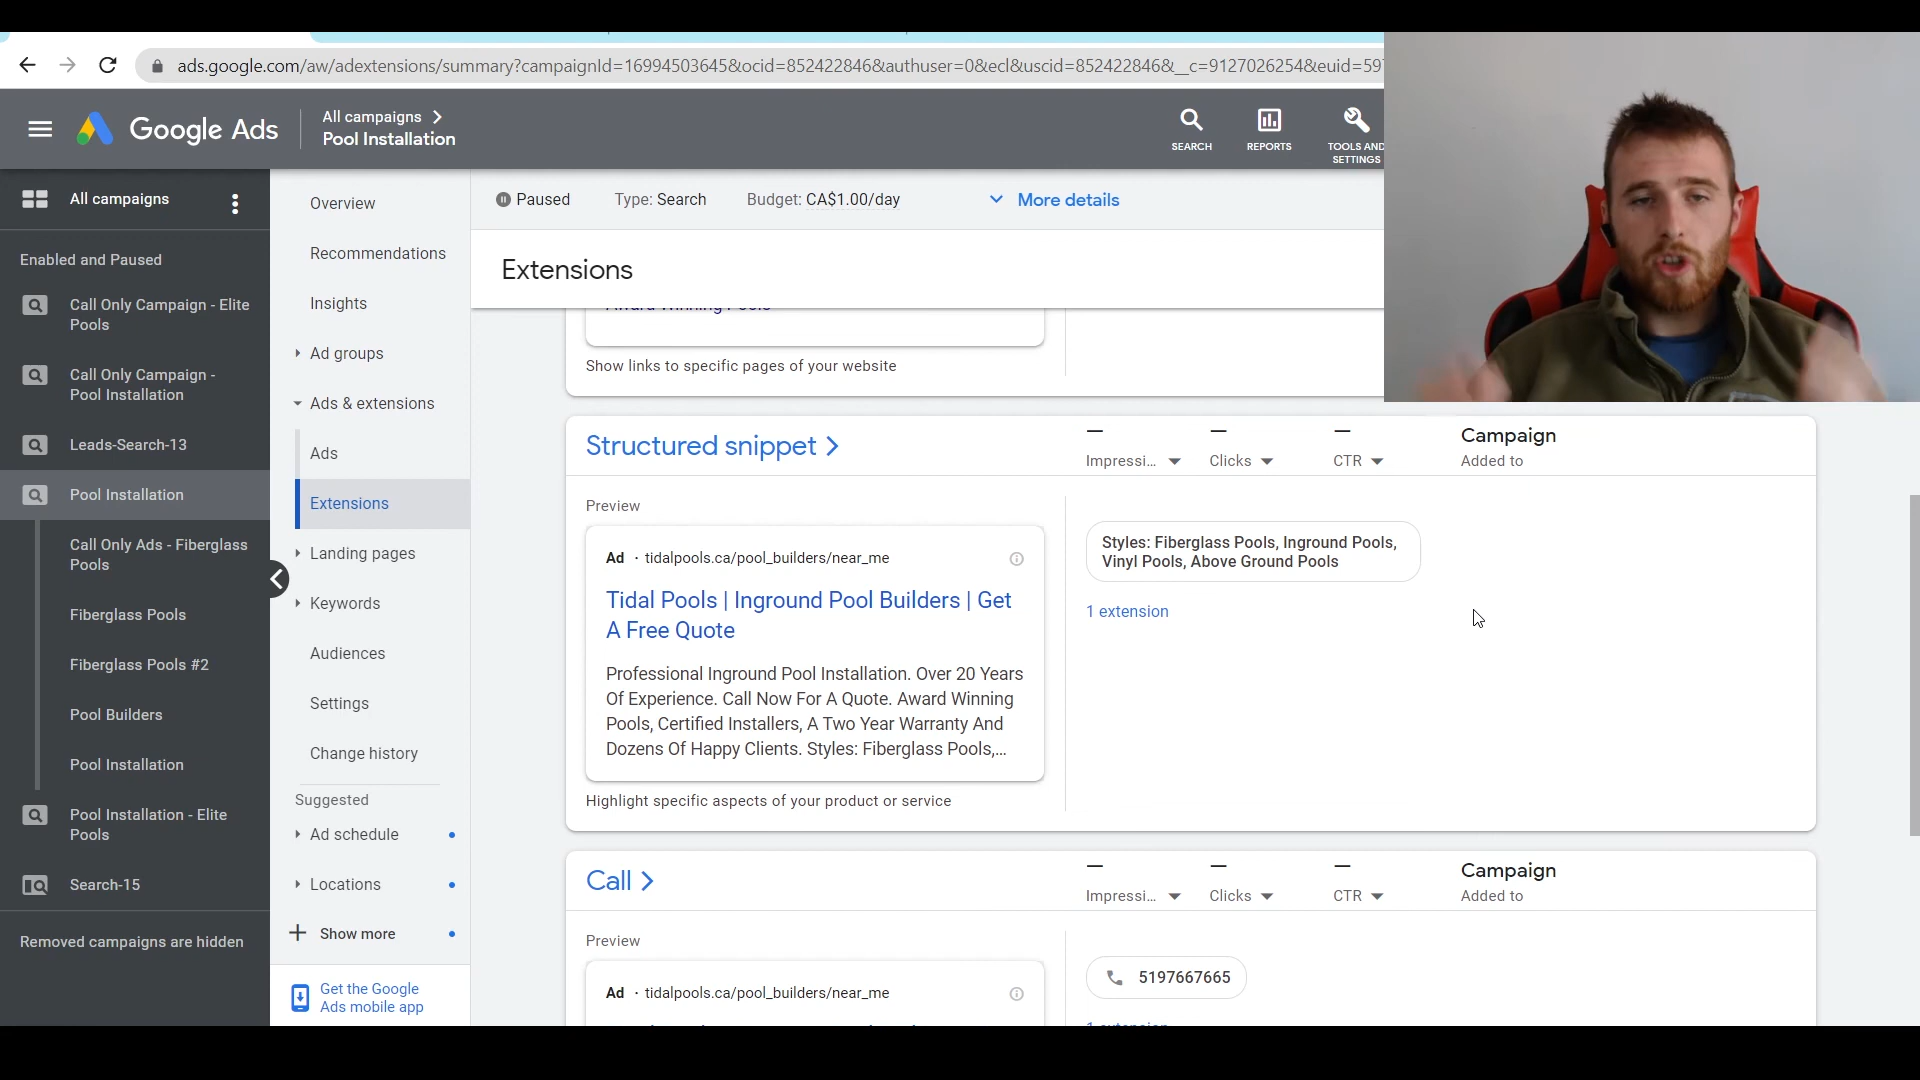 ads.google.com/aw/adextensions/summary?campaignId=16994503645&ocid=852422846&authuser=0&ecl&uscid=852422846&__c=9127026254&euid=597
Google Ads
All campaigns
Pool Installation
SEARCH
REPORTS
TOOLS AND
SETTINGS
All campaigns
Enabled and Paused
Call Only Campaign - Elite
Pools
Call Only Campaign -
Pool Installation
Leads-Search-13
Pool Installation
Call Only Ads - Fiberglass
Pools
Fiberglass Pools
Fiberglass Pools #2
Pool Builders
Pool Installation
Pool Installation - Elite
Pools
Search-15
Removed campaigns are hidden
Overview
Recommendations
Insights
Ad groups
Ads & extensions
Ads
Extensions
Landing pages
Keywords
Audiences
Settings
Change history
Suggested
Ad schedule
Locations
Show more
Get the Google
Ads mobile app
Paused
Type: Search
Budget: CA$1.00/day
More details
Extensions
Award Winning Pools
Show links to specific pages of your website
Structured snippet
— Impressi...
— Clicks
— CTR
Campaign
Added to
Preview
Ad · tidalpools.ca/pool_builders/near_me
Tidal Pools | Inground Pool Builders | Get
A Free Quote
Professional Inground Pool Installation. Over 20 Years
Of Experience. Call Now For A Quote. Award Winning
Pools, Certified Installers, A Two Year Warranty And
Dozens Of Happy Clients. Styles: Fiberglass Pools,...
Highlight specific aspects of your product or service
Styles: Fiberglass Pools, Inground Pools,
Vinyl Pools, Above Ground Pools
1 extension
Call
— Impressi...
— Clicks
— CTR
Campaign
Added to
Preview
Ad · tidalpools.ca/pool_builders/near_me
5197667665
1 extension